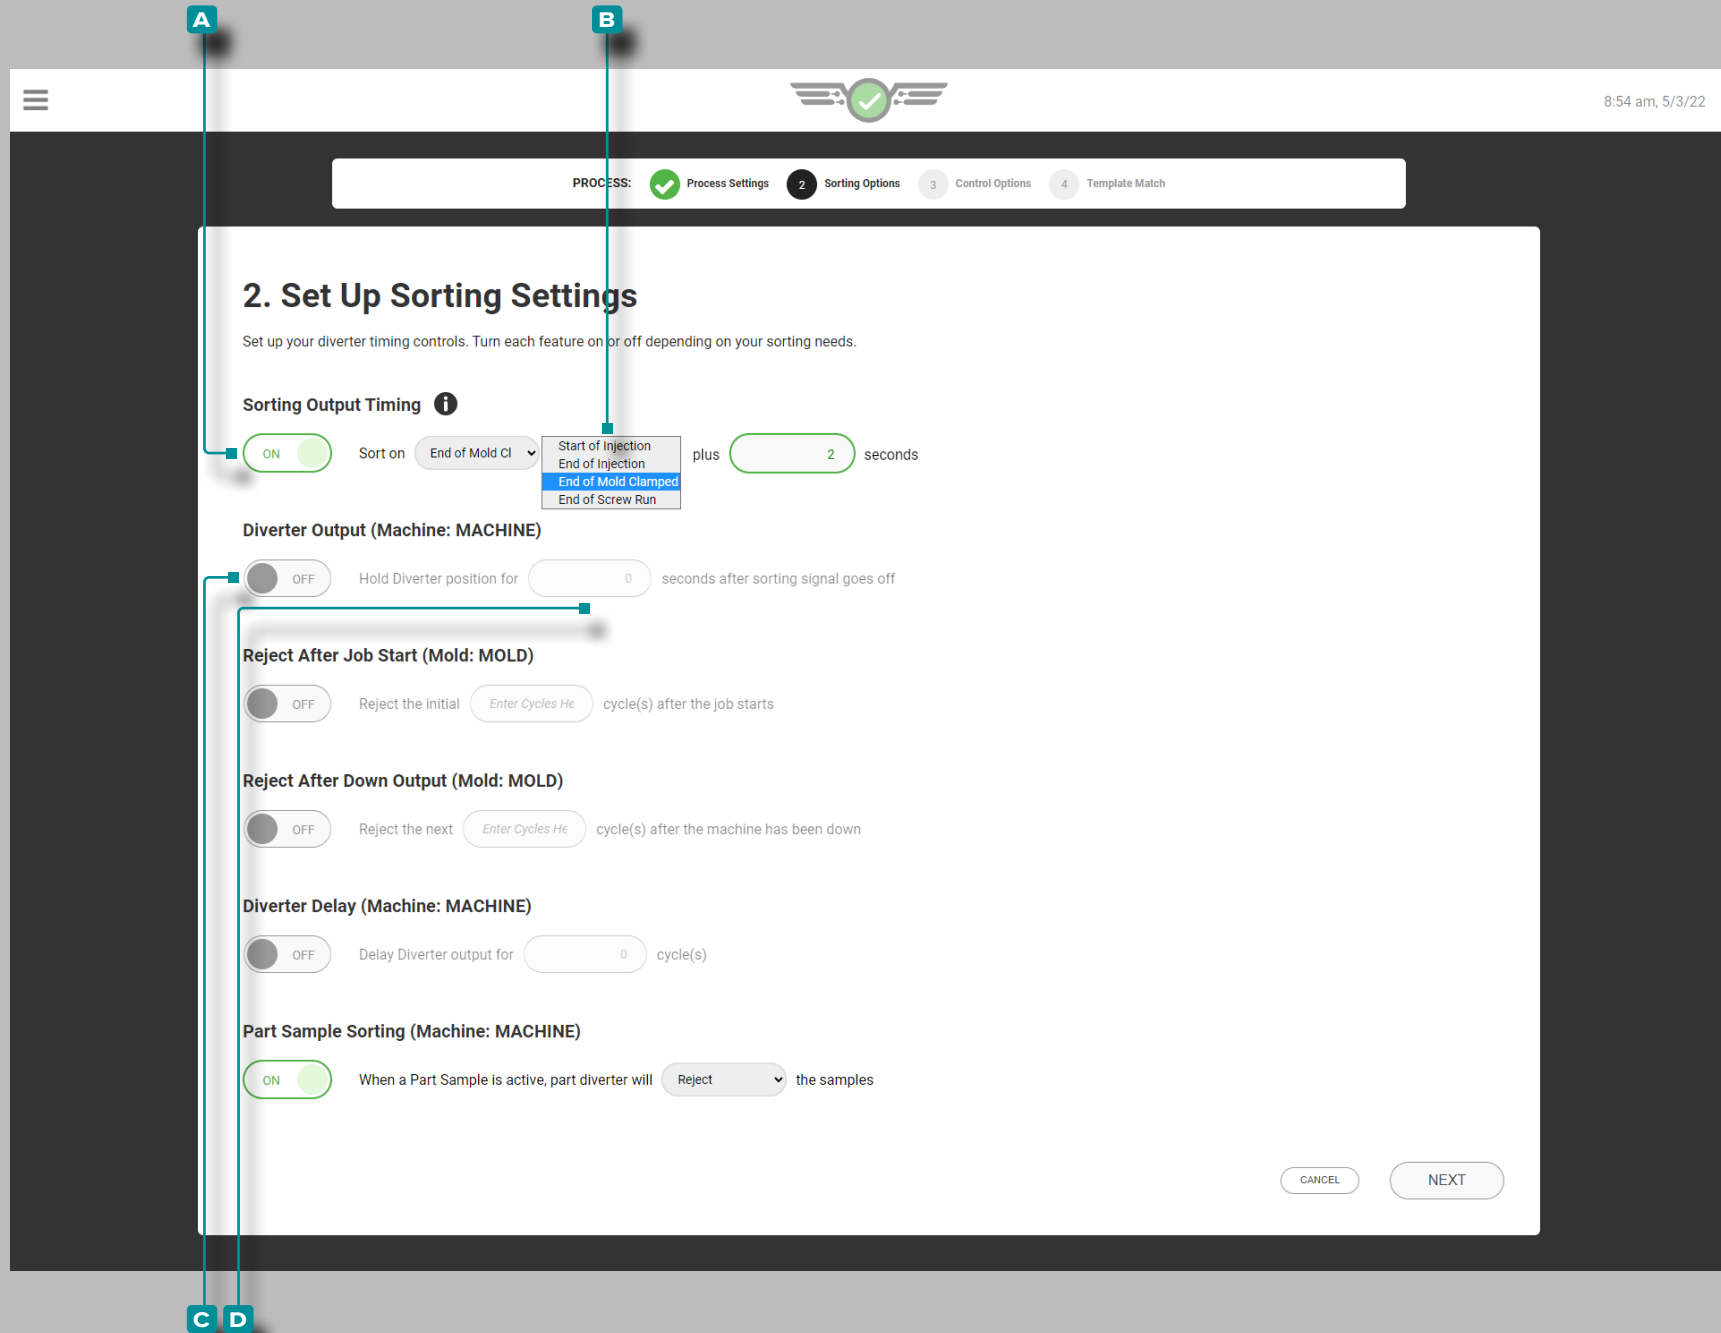 A B
8:54 am, 5/3/22
PROCESS: Process Settings 2 Sorting Options 3 Control Options 4 Template Match
2. Set Up Sorting Settings
Set up your diverter timing controls. Turn each feature on or off depending on your sorting needs.
Sorting Output Timing i
ON Sort on End of Mold Cl plus 2 seconds
Start of Injection
End of Injection
End of Mold Clamped
End of Screw Run
Diverter Output (Machine: MACHINE)
OFF Hold Diverter position for 0 seconds after sorting signal goes off
Reject After Job Start (Mold: MOLD)
OFF Reject the initial Enter Cycles He cycle(s) after the job starts
Reject After Down Output (Mold: MOLD)
OFF Reject the next Enter Cycles He cycle(s) after the machine has been down
Diverter Delay (Machine: MACHINE)
OFF Delay Diverter output for 0 cycle(s)
Part Sample Sorting (Machine: MACHINE)
ON When a Part Sample is active, part diverter will Reject the samples
CANCEL NEXT
C D